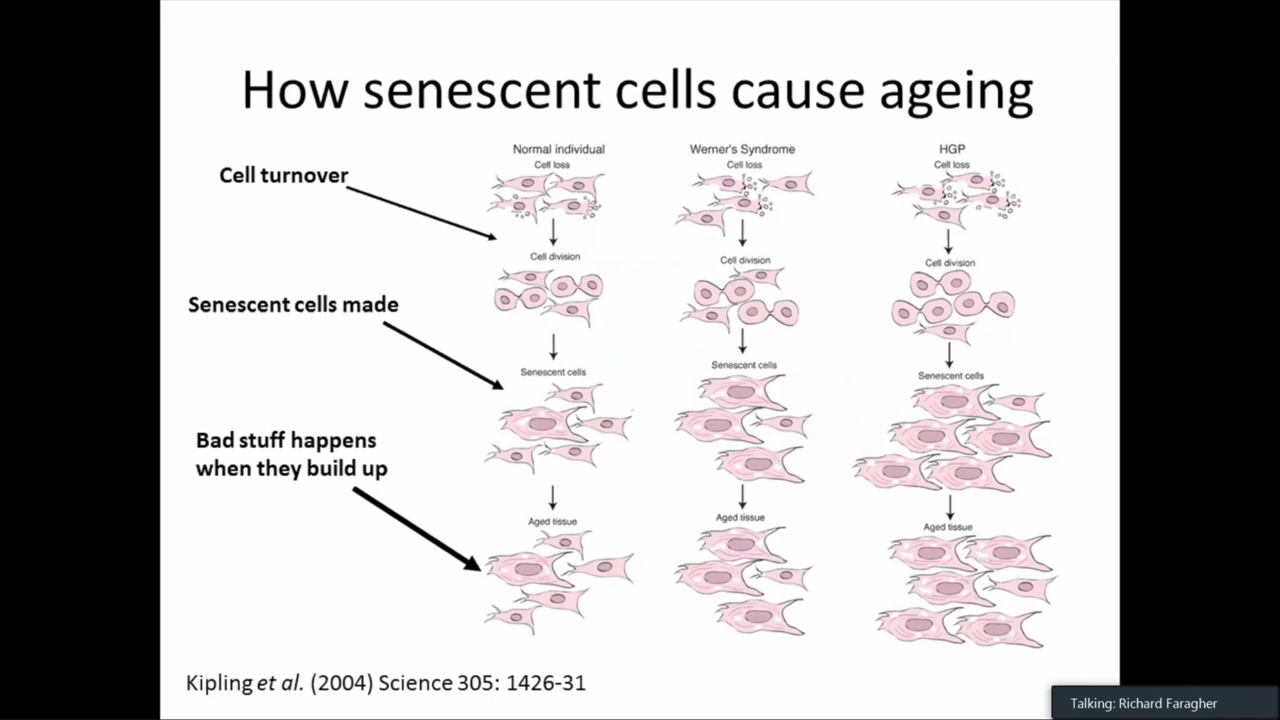 How senescent cells cause ageing
Cell turnover
Senescent cells made
Bad stuff happens
when they build up
Normal individual
Cell loss
Cell division
Senescent cells
Aged tissue
Werner's Syndrome
Cell loss
Cell division
Senescent cells
Aged tissue
HGP
Cell loss
Cell division
Senescent cells
Aged tissue
Kipling et al. (2004) Science 305: 1426-31
Talking: Richard Faragher